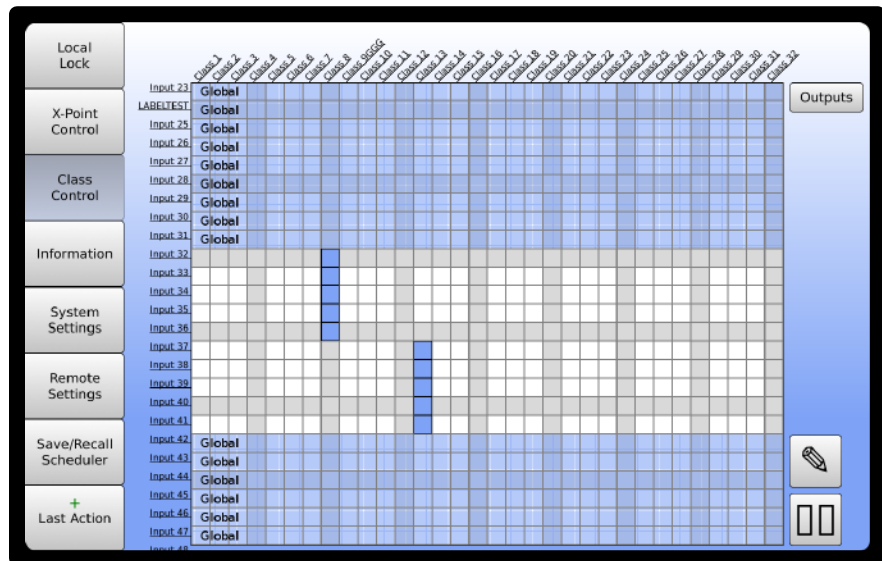 Local
Lock
X-Point
Control
Class
Control
Information
System
Settings
Remote
Settings
Save/Recall
Scheduler
+
Last Action
Class 1
Class 2
Class 3
Class 4
Class 5
Class 6
Class 7
Class 8
Class 9GGG
Class 10
Class 11
Class 12
Class 13
Class 14
Class 15
Class 16
Class 17
Class 18
Class 19
Class 20
Class 21
Class 22
Class 23
Class 24
Class 25
Class 26
Class 27
Class 28
Class 29
Class 30
Class 31
Class 32
Input 23 Global
LABELTEST Global
Input 25 Global
Input 26 Global
Input 27 Global
Input 28 Global
Input 29 Global
Input 30 Global
Input 31 Global
Input 32
Input 33
Input 34
Input 35
Input 36
Input 37
Input 38
Input 39
Input 40
Input 41
Input 42 Global
Input 43 Global
Input 44 Global
Input 45 Global
Input 46 Global
Input 47 Global
Input 48
Outputs